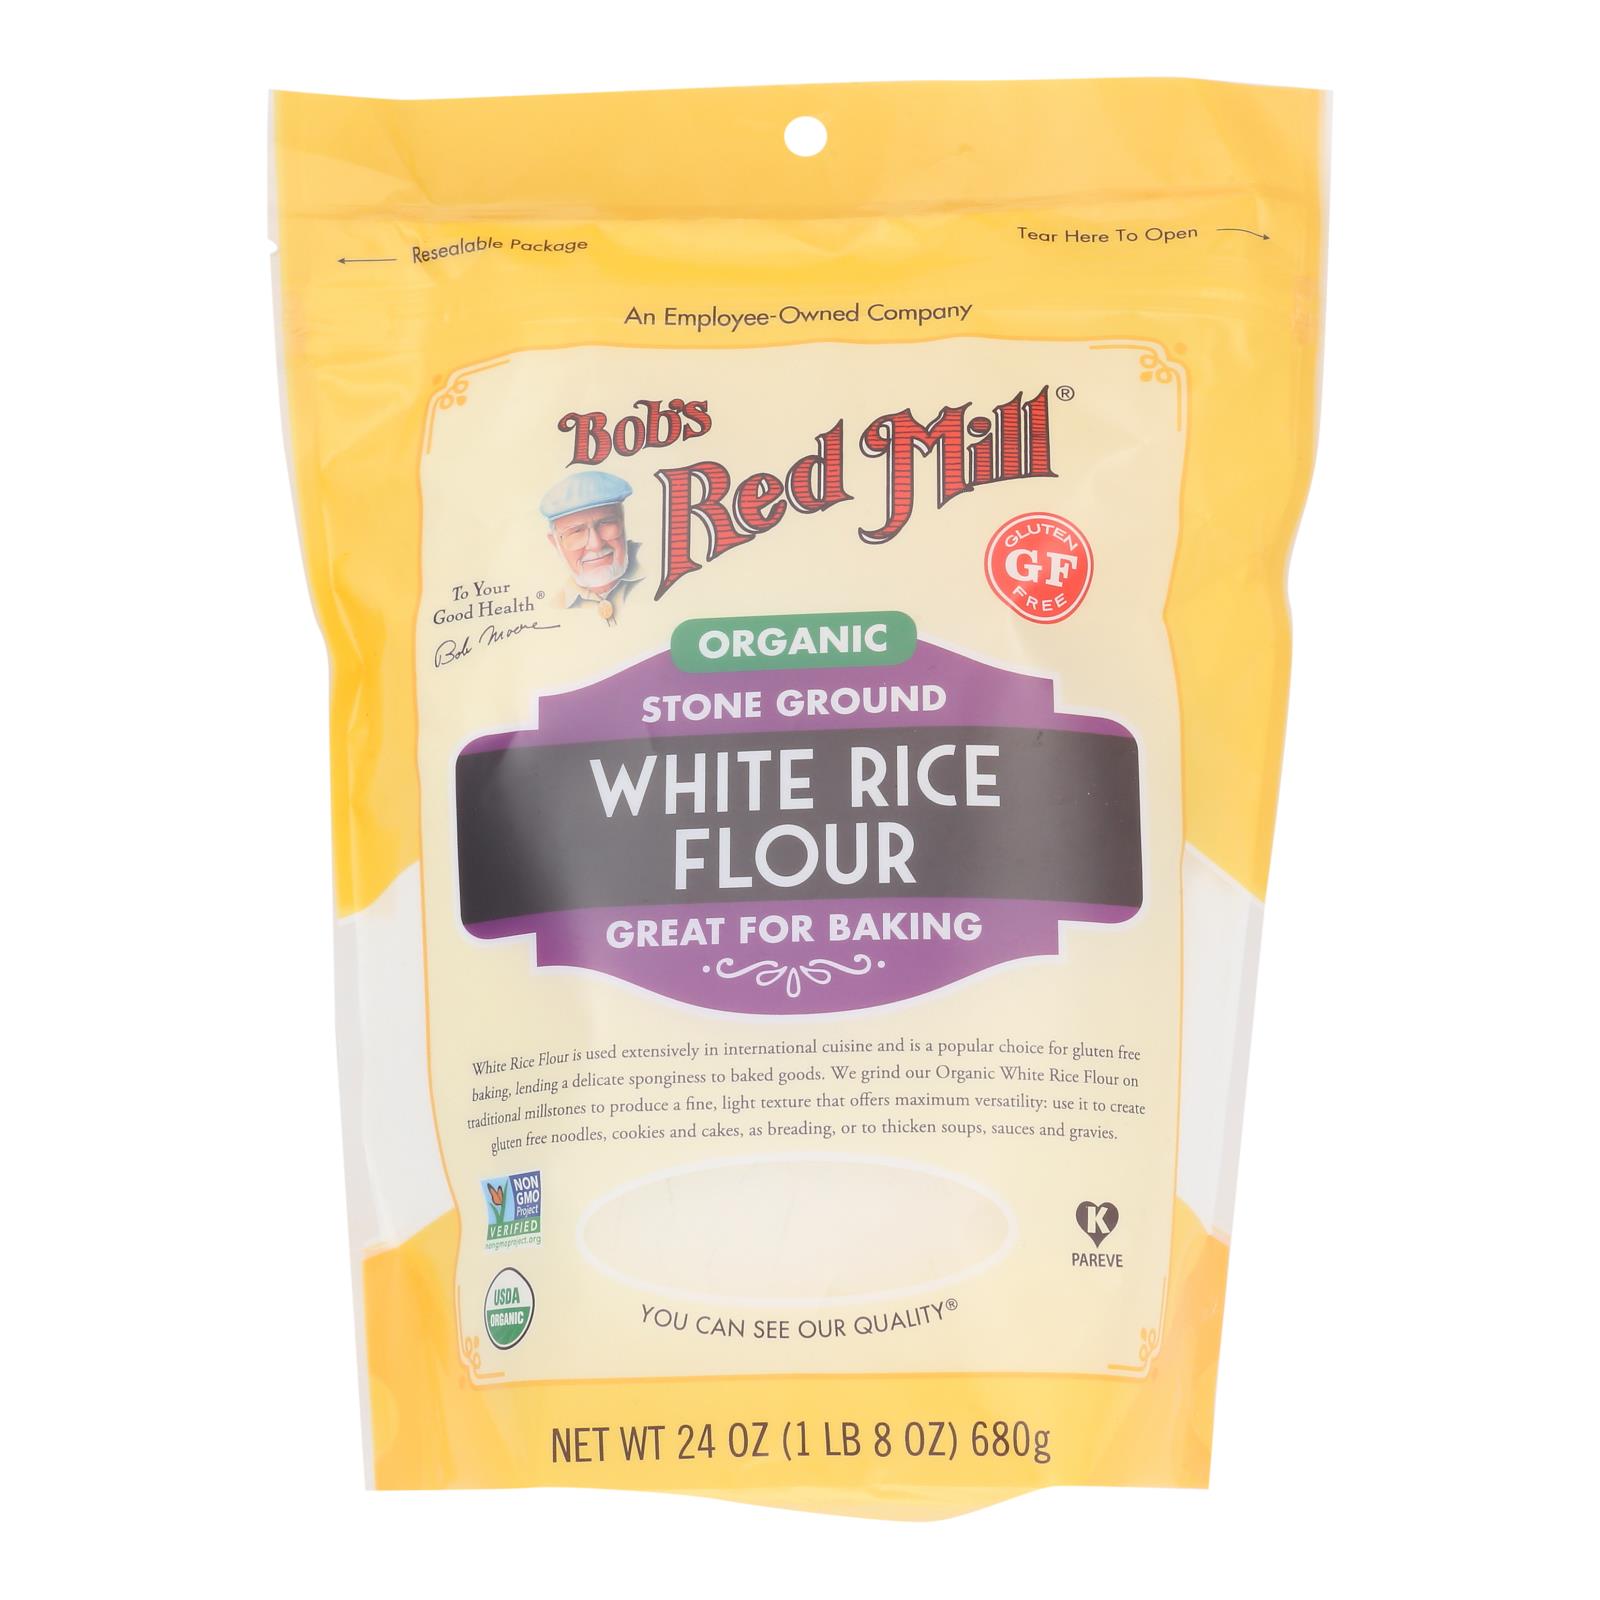 Resealable Package
Tear Here To Open
An Employee-Owned Company
Bob's
Red Mill®
GLUTEN
GF
FREE
To Your
Good Health®
Bob Moore
ORGANIC
STONE GROUND
WHITE RICE
FLOUR
GREAT FOR BAKING
White Rice Flour is used extensively in international cuisine and is a popular choice for gluten free
baking, lending a delicate sponginess to baked goods. We grind our Organic White Rice Flour on
traditional millstones to produce a fine, light texture that offers maximum versatility: use it to create
gluten free noodles, cookies and cakes, as breading, or to thicken soups, sauces and gravies.
NON
GMO
Project
VERIFIED
nongmoproject.org
K
PAREVE
USDA
ORGANIC
YOU CAN SEE OUR QUALITY®
NET WT 24 OZ (1 LB 8 OZ) 680g